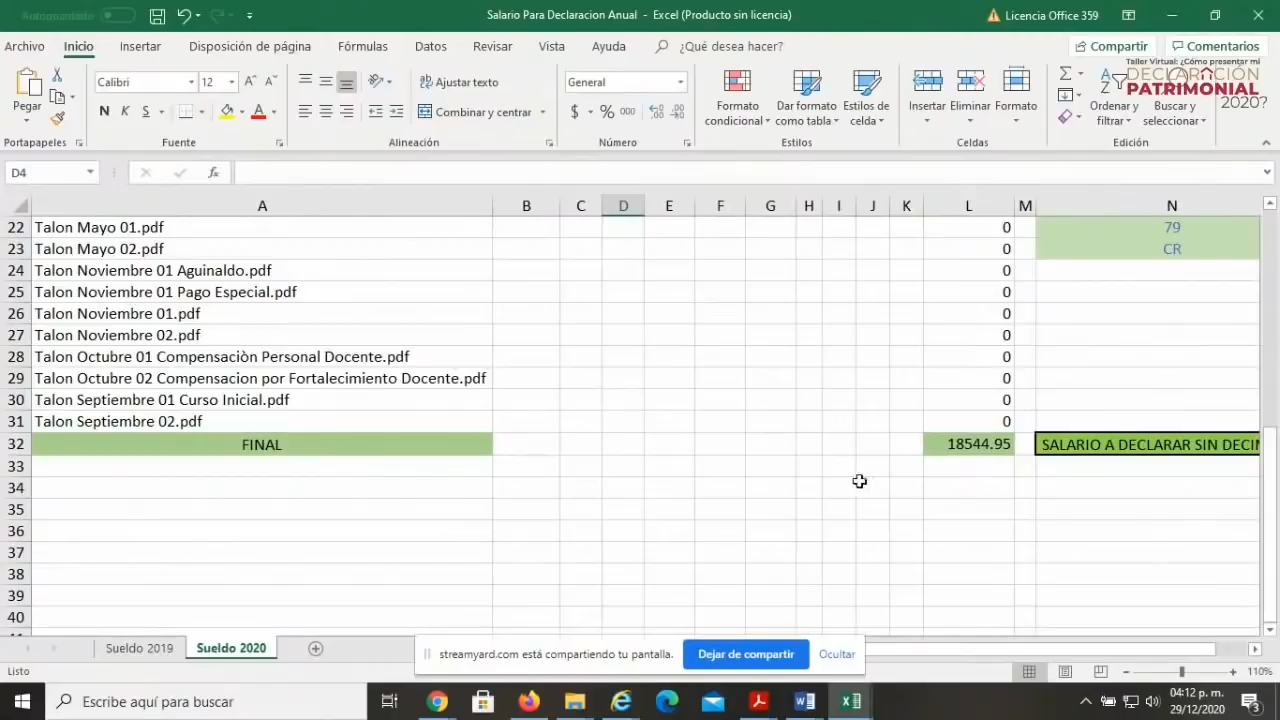 Autoguardado
Salario Para Declaracion Anual - Excel (Producto sin licencia)
Licencia Office 359
Archivo Inicio Insertar Disposición de página Fórmulas Datos Revisar Vista Ayuda ¿Qué desea hacer? Compartir Comentarios
Taller Virtual: ¿Cómo presentar mi
DECLARACIÓN
PATRIMONIAL
2020?
Pegar
Calibri 12
N K S
Portapapeles
Fuente
Ajustar texto
Combinar y centrar
Alineación
General
$ % 000
Número
Formato condicional
Dar formato como tabla
Estilos de celda
Estilos
Insertar Eliminar Formato
Celdas
Ordenar y filtrar
Buscar y seleccionar
Edición
D4 fx
A B C D E F G H I J K L M N
22 Talon Mayo 01.pdf 0 79
23 Talon Mayo 02.pdf 0 CR
24 Talon Noviembre 01 Aguinaldo.pdf 0
25 Talon Noviembre 01 Pago Especial.pdf 0
26 Talon Noviembre 01.pdf 0
27 Talon Noviembre 02.pdf 0
28 Talon Octubre 01 Compensaciòn Personal Docente.pdf 0
29 Talon Octubre 02 Compensacion por Fortalecimiento Docente.pdf 0
30 Talon Septiembre 01 Curso Inicial.pdf 0
31 Talon Septiembre 02.pdf 0
32 FINAL 18544.95 SALARIO A DECLARAR SIN DECIM
33
34
35
36
37
38
39
40
Sueldo 2019 Sueldo 2020
streamyard.com está compartiendo tu pantalla. Dejar de compartir Ocultar
Listo
110%
Escribe aquí para buscar
04:12 p. m.
29/12/2020
3